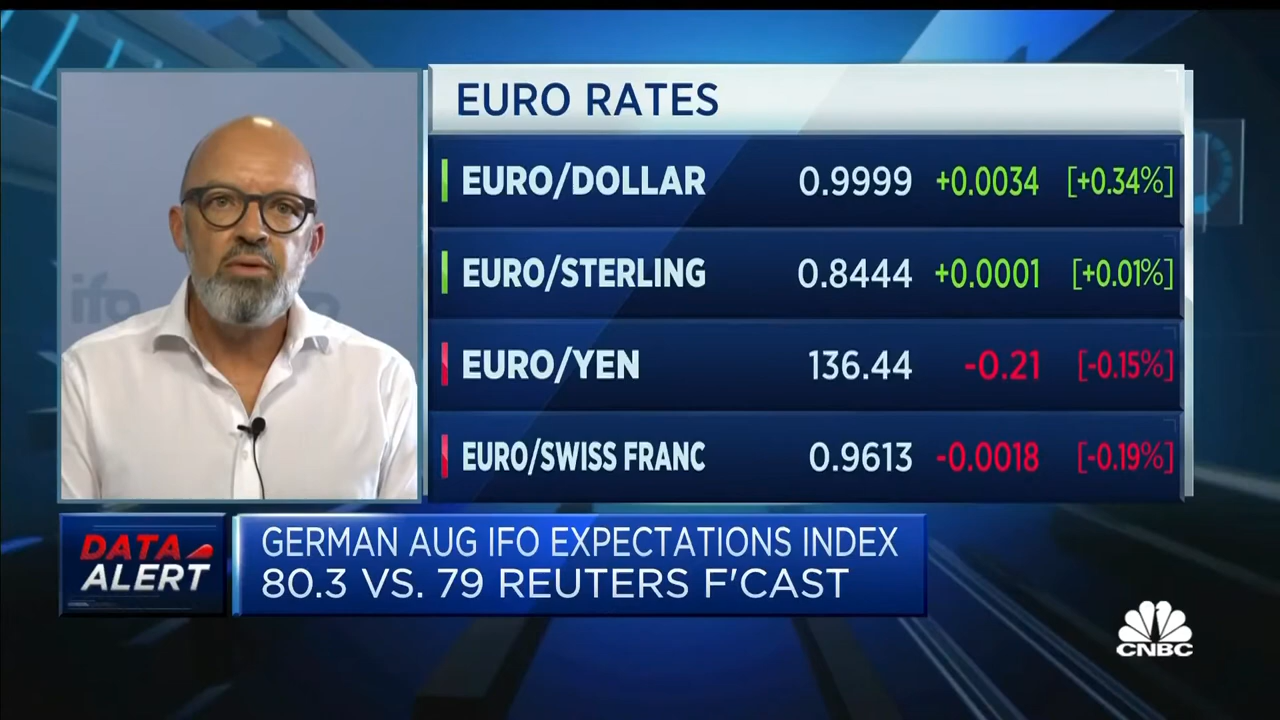 EURO RATES
EURO/DOLLAR 0.9999 +0.0034 [+0.34%]
EURO/STERLING 0.8444 +0.0001 [+0.01%]
EURO/YEN 136.44 -0.21 [-0.15%]
EURO/SWISS FRANC 0.9613 -0.0018 [-0.19%]
ifo
DATA
ALERT
GERMAN AUG IFO EXPECTATIONS INDEX
80.3 VS. 79 REUTERS F'CAST
CNBC